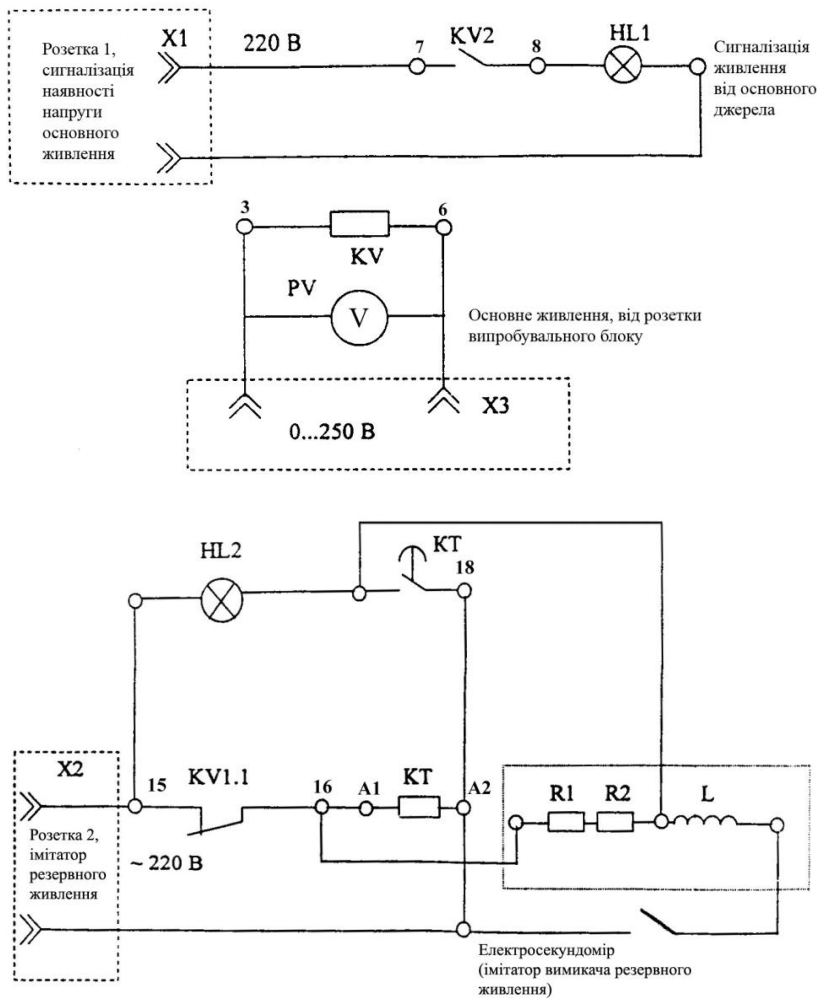 Розетка 1,
сигналізація
наявності
напруги
основного
живлення
X1
220 В
7
KV2
8
HL1
Сигналізація
живлення
від основного
джерела
3
6
KV
PV
V
Основне живлення, від розетки
випробувального блоку
X3
0...250 В
HL2
KT
18
X2
15
KV1.1
16
A1
KT
A2
R1
R2
L
Розетка 2,
імітатор
резервного
живлення
~ 220 В
Електросекундомір
(імітатор вимикача резервного
живлення)